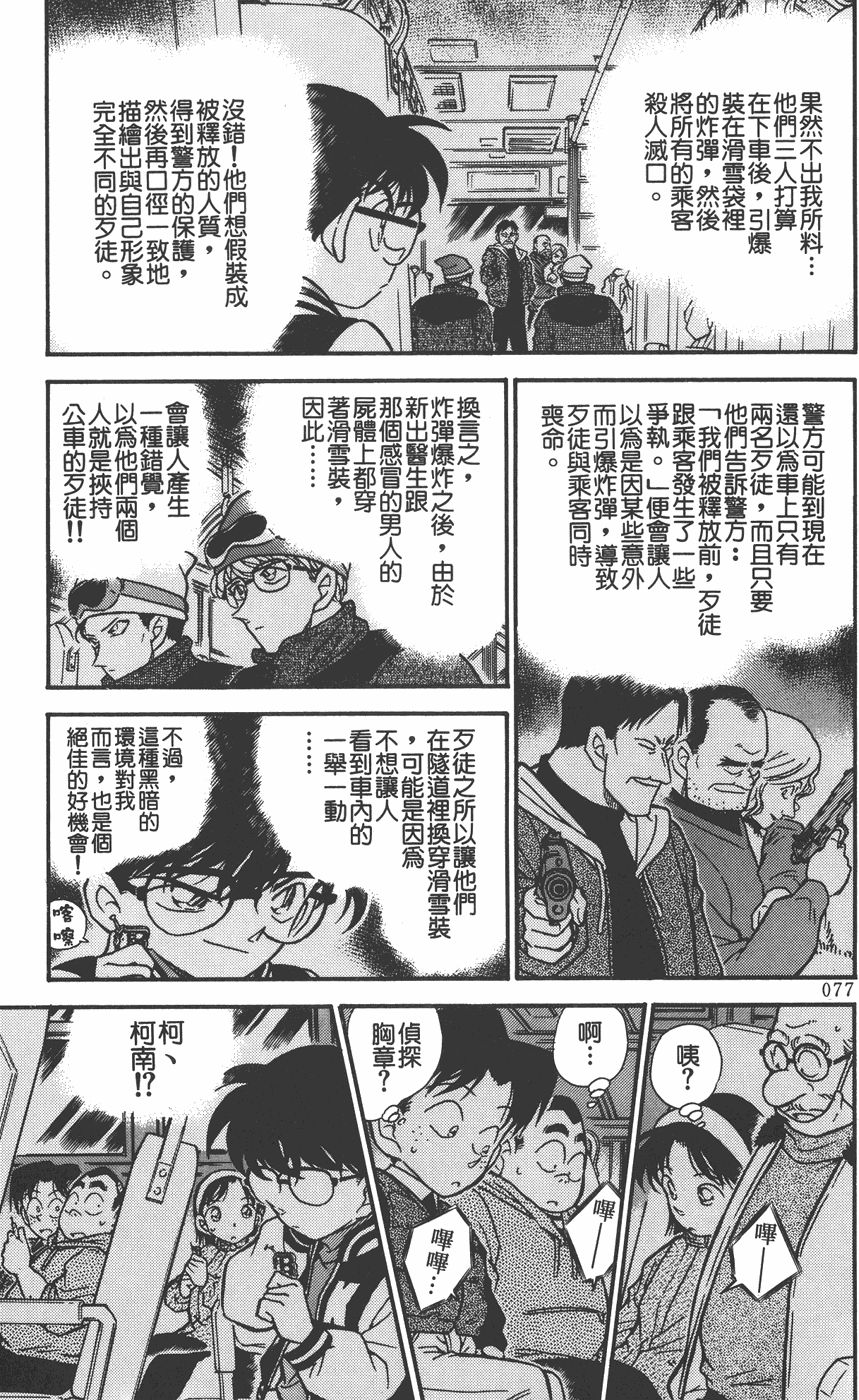 果然不出我所料…
他們三人打算
在下車後，引爆
裝在滑雪袋裡
的炸彈，然後
將所有的乘客
殺人滅口。
沒錯！他們想假裝成
被釋放的人質，
得到警方的保護，
然後再口徑一致地
描繪出與自己形象
完全不同的歹徒。
警方可能到現在
還以為車上只有
兩名歹徒，而且只要
他們告訴警方：
「我們被釋放前，歹徒
跟乘客發生了一些
爭執。」便會讓人
以為是因某些意外
而引爆炸彈，導致
歹徒與乘客同時
喪命。
換言之，
炸彈爆炸之後，由於
新出醫生跟
那個感冒的男人的
屍體上都穿
著滑雪裝，
因此……
會讓人產生
一種錯覺，
以為他們兩個
人就是挾持
公車的歹徒!!
歹徒之所以讓他們
在隧道裡換穿滑雪裝
，可能是因為
不想讓人
看到車內的
一舉一動
……
不過，
這種黑暗的
環境對我
而言，也是個
絕佳的好機會！
喀嚓
077
咦？
嗶──
啊…
嗶──
偵探
胸章？
嗶
嗶…
柯、
柯南!?